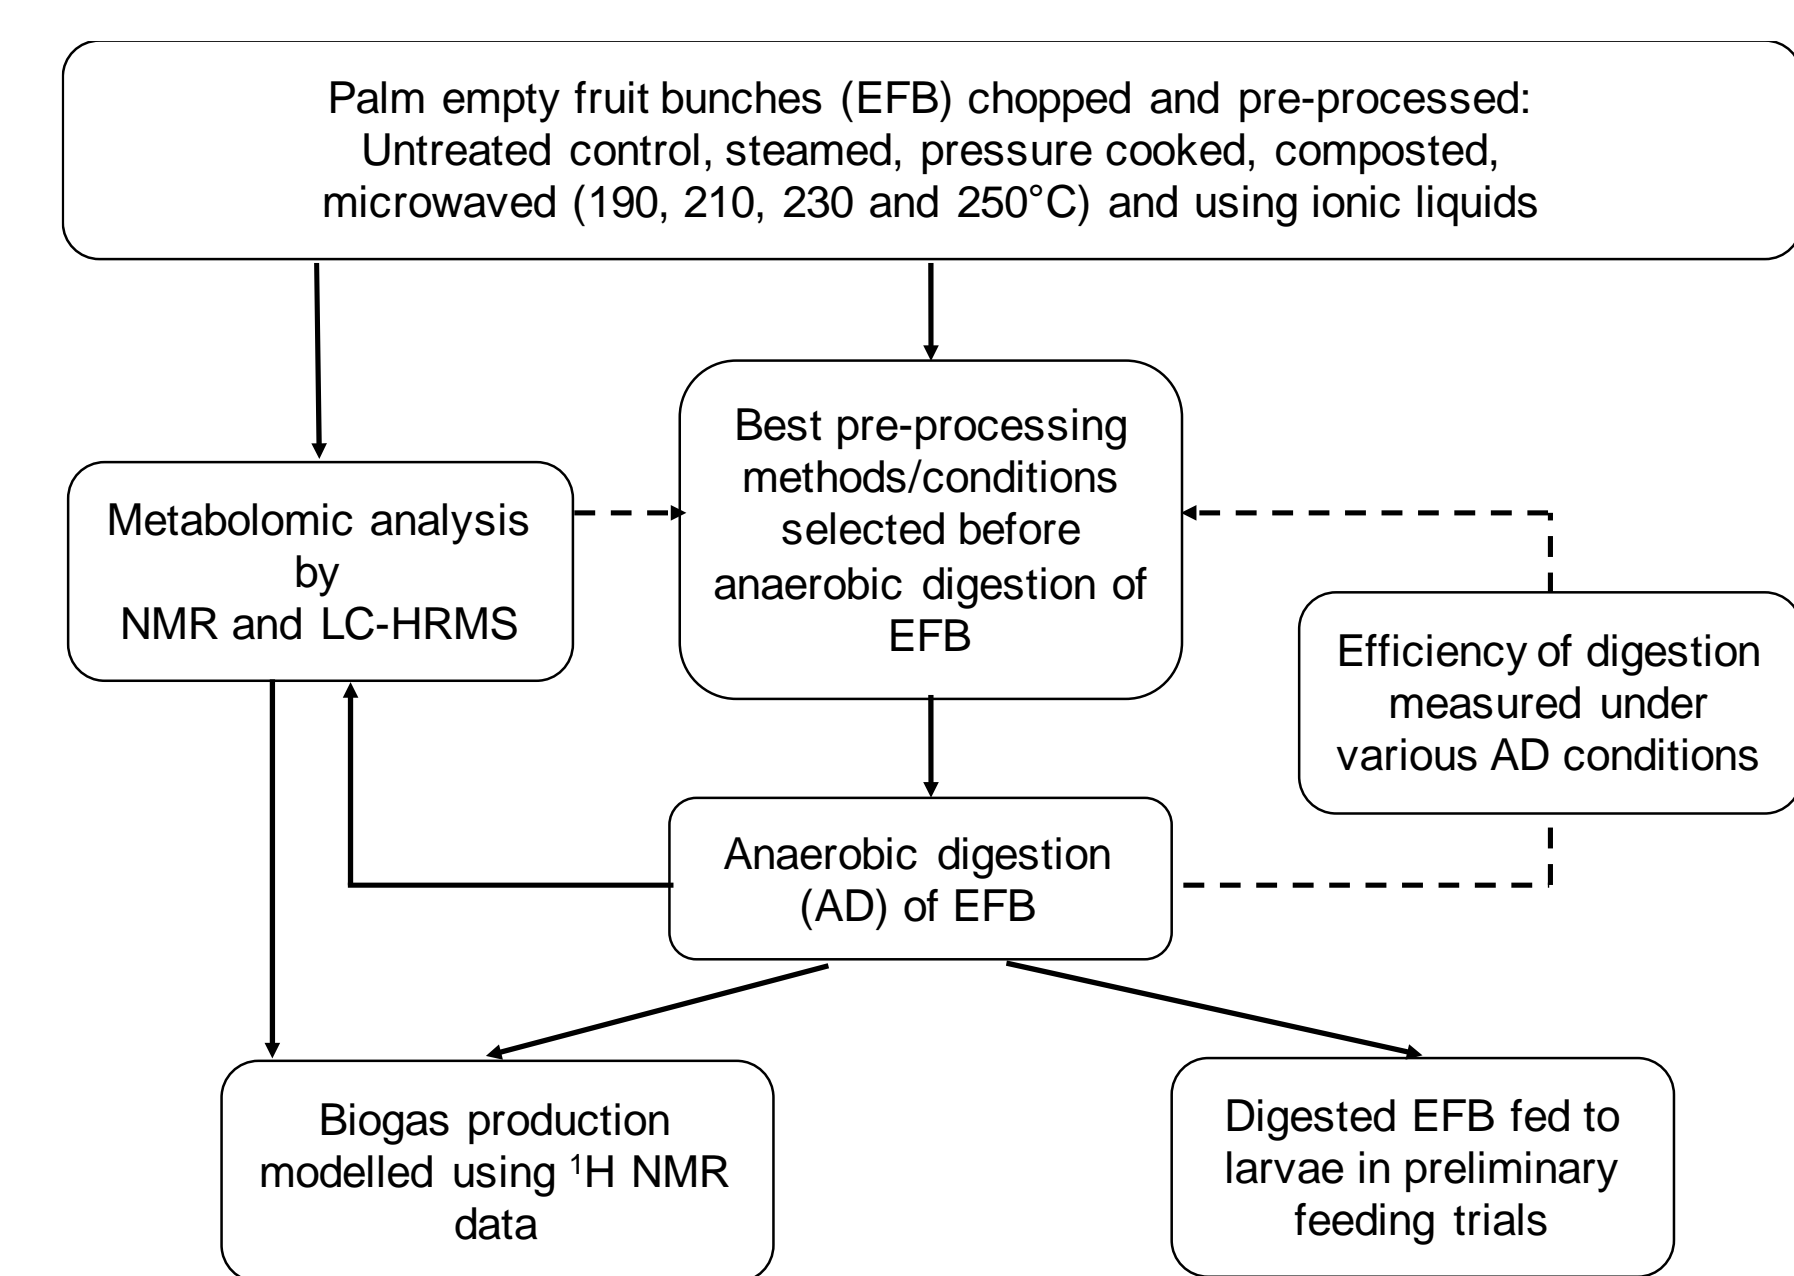 Palm empty fruit bunches (EFB) chopped and pre-processed:
Untreated control, steamed, pressure cooked, composted,
microwaved (190, 210, 230 and 250°C) and using ionic liquids
Best pre-processing
methods/conditions
selected before
anaerobic digestion of
EFB
Metabolomic analysis
by
NMR and LC-HRMS
Efficiency of digestion
measured under
various AD conditions
Anaerobic digestion
(AD) of EFB
Biogas production
modelled using ¹H NMR
data
Digested EFB fed to
larvae in preliminary
feeding trials